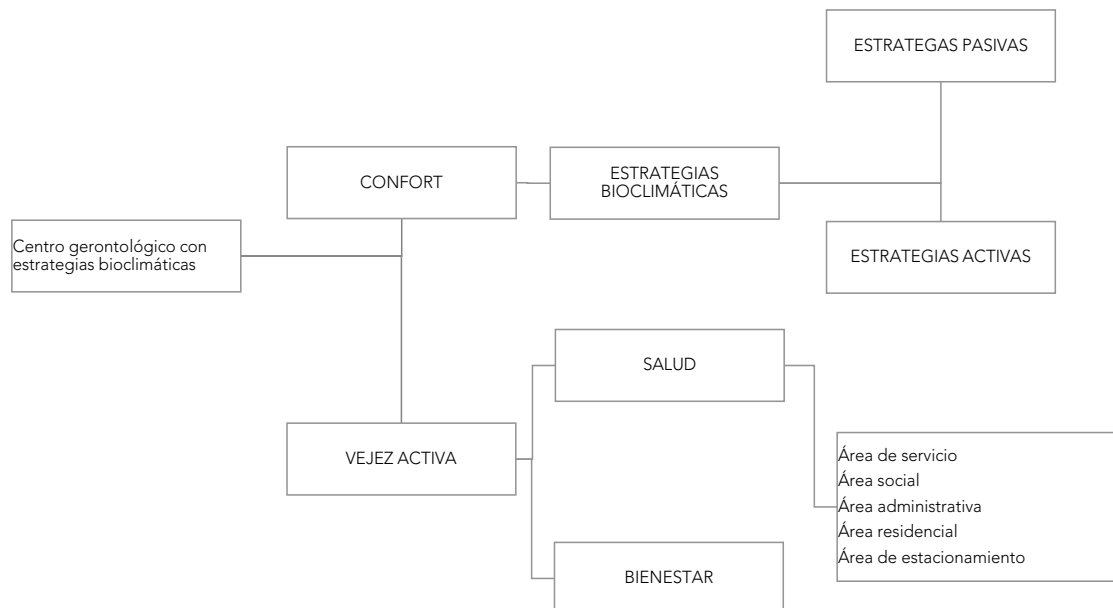 ESTRATEGAS PASIVAS
CONFORT
ESTRATEGIAS
BIOCLIMÁTICAS
Centro gerontológico con
estrategias bioclimáticas
ESTRATEGIAS ACTIVAS
SALUD
VEJEZ ACTIVA
Área de servicio
Área social
Área administrativa
Área residencial
Área de estacionamiento
BIENESTAR